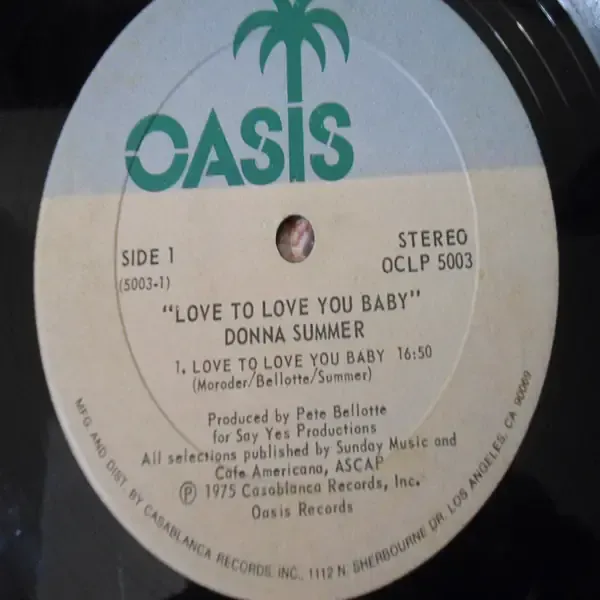 OASIS
SIDE 1
(5003-1)
STEREO
OCLP 5003
"LOVE TO LOVE YOU BABY"
DONNA SUMMER
1. LOVE TO LOVE YOU BABY 16:50
(Moroder/Bellotte/Summer)
Produced by Pete Bellotte
for Say Yes Productions
All selections published by Sunday Music and
Cafe Americana, ASCAP
Ⓟ 1975 Casablanca Records, Inc.
Oasis Records
MFG AND DIST. BY CASABLANCA RECORDS, INC., 1112 N. SHERBOURNE DR. LOS ANGELES, CA 90069